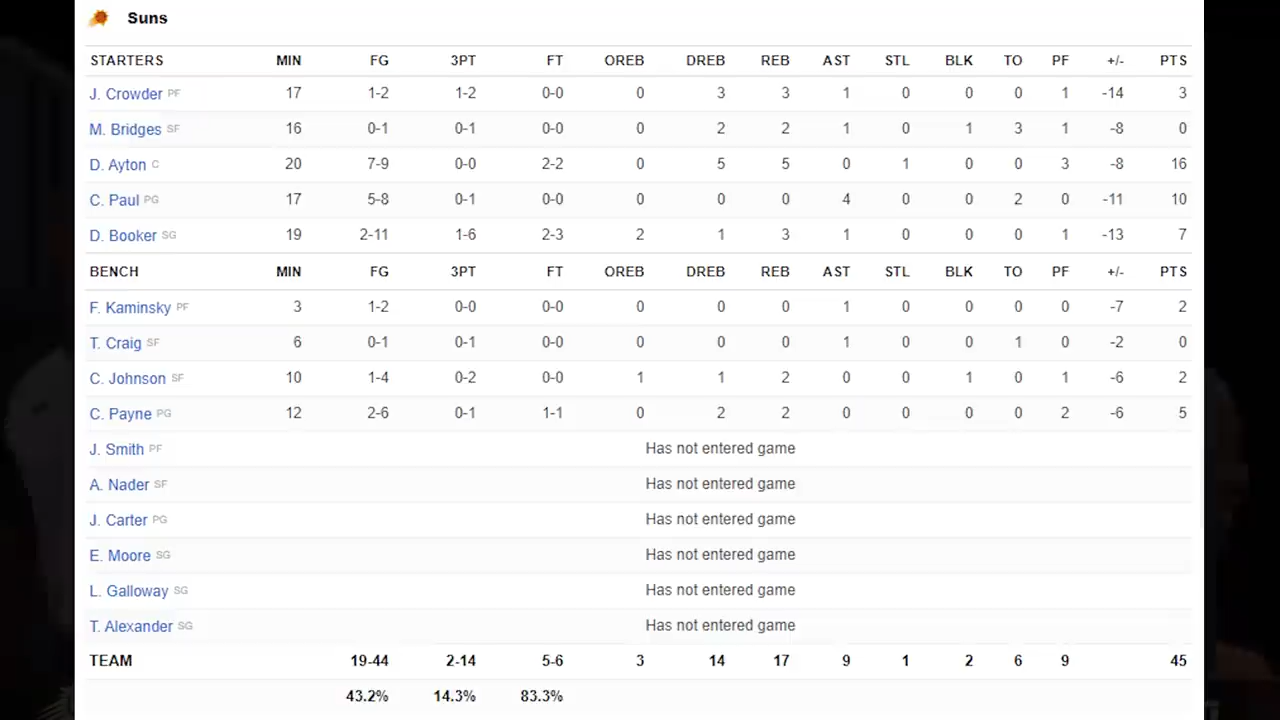 Suns
STARTERS MIN FG 3PT FT OREB DREB REB AST STL BLK TO PF +/- PTS
J. Crowder PF 17 1-2 1-2 0-0 0 3 3 1 0 0 0 1 -14 3
M. Bridges SF 16 0-1 0-1 0-0 0 2 2 1 0 1 3 1 -8 0
D. Ayton C 20 7-9 0-0 2-2 0 5 5 0 1 0 0 3 -8 16
C. Paul PG 17 5-8 0-1 0-0 0 0 0 4 0 0 2 0 -11 10
D. Booker SG 19 2-11 1-6 2-3 2 1 3 1 0 0 0 1 -13 7
BENCH MIN FG 3PT FT OREB DREB REB AST STL BLK TO PF +/- PTS
F. Kaminsky PF 3 1-2 0-0 0-0 0 0 0 1 0 0 0 0 -7 2
T. Craig SF 6 0-1 0-1 0-0 0 0 0 1 0 0 1 0 -2 0
C. Johnson SF 10 1-4 0-2 0-0 1 1 2 0 0 1 0 1 -6 2
C. Payne PG 12 2-6 0-1 1-1 0 2 2 0 0 0 0 2 -6 5
J. Smith PF Has not entered game
A. Nader SF Has not entered game
J. Carter PG Has not entered game
E. Moore SG Has not entered game
L. Galloway SG Has not entered game
T. Alexander SG Has not entered game
TEAM 19-44 2-14 5-6 3 14 17 9 1 2 6 9 45
43.2% 14.3% 83.3%